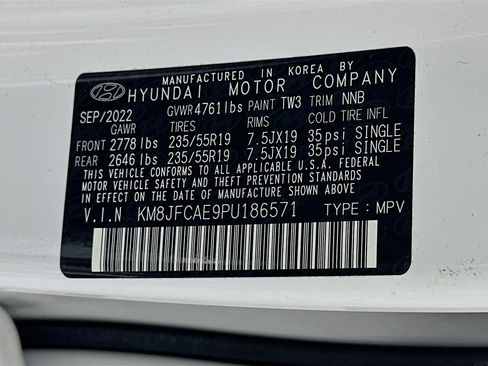 MANUFACTURED IN KOREA BY
HYUNDAI MOTOR COMPANY
SEP/2022 GVWR 4761lbs PAINT TW3 TRIM NNB
GAWR TIRES RIMS COLD TIRE INFL
FRONT 2778 lbs 235/55R19 7.5JX19 35psi SINGLE
REAR 2646 lbs 235/55R19 7.5JX19 35psi SINGLE
THIS VEHICLE CONFORMS TO ALL APPLICABLE U.S.A. FEDERAL
MOTOR VEHICLE SAFETY AND THEFT PREVENTION STANDARDS
IN EFFECT ON THE DATE OF MANUFACTURE SHOWN ABOVE.
V.I.N KM8JFCAE9PU186571 TYPE : MPV